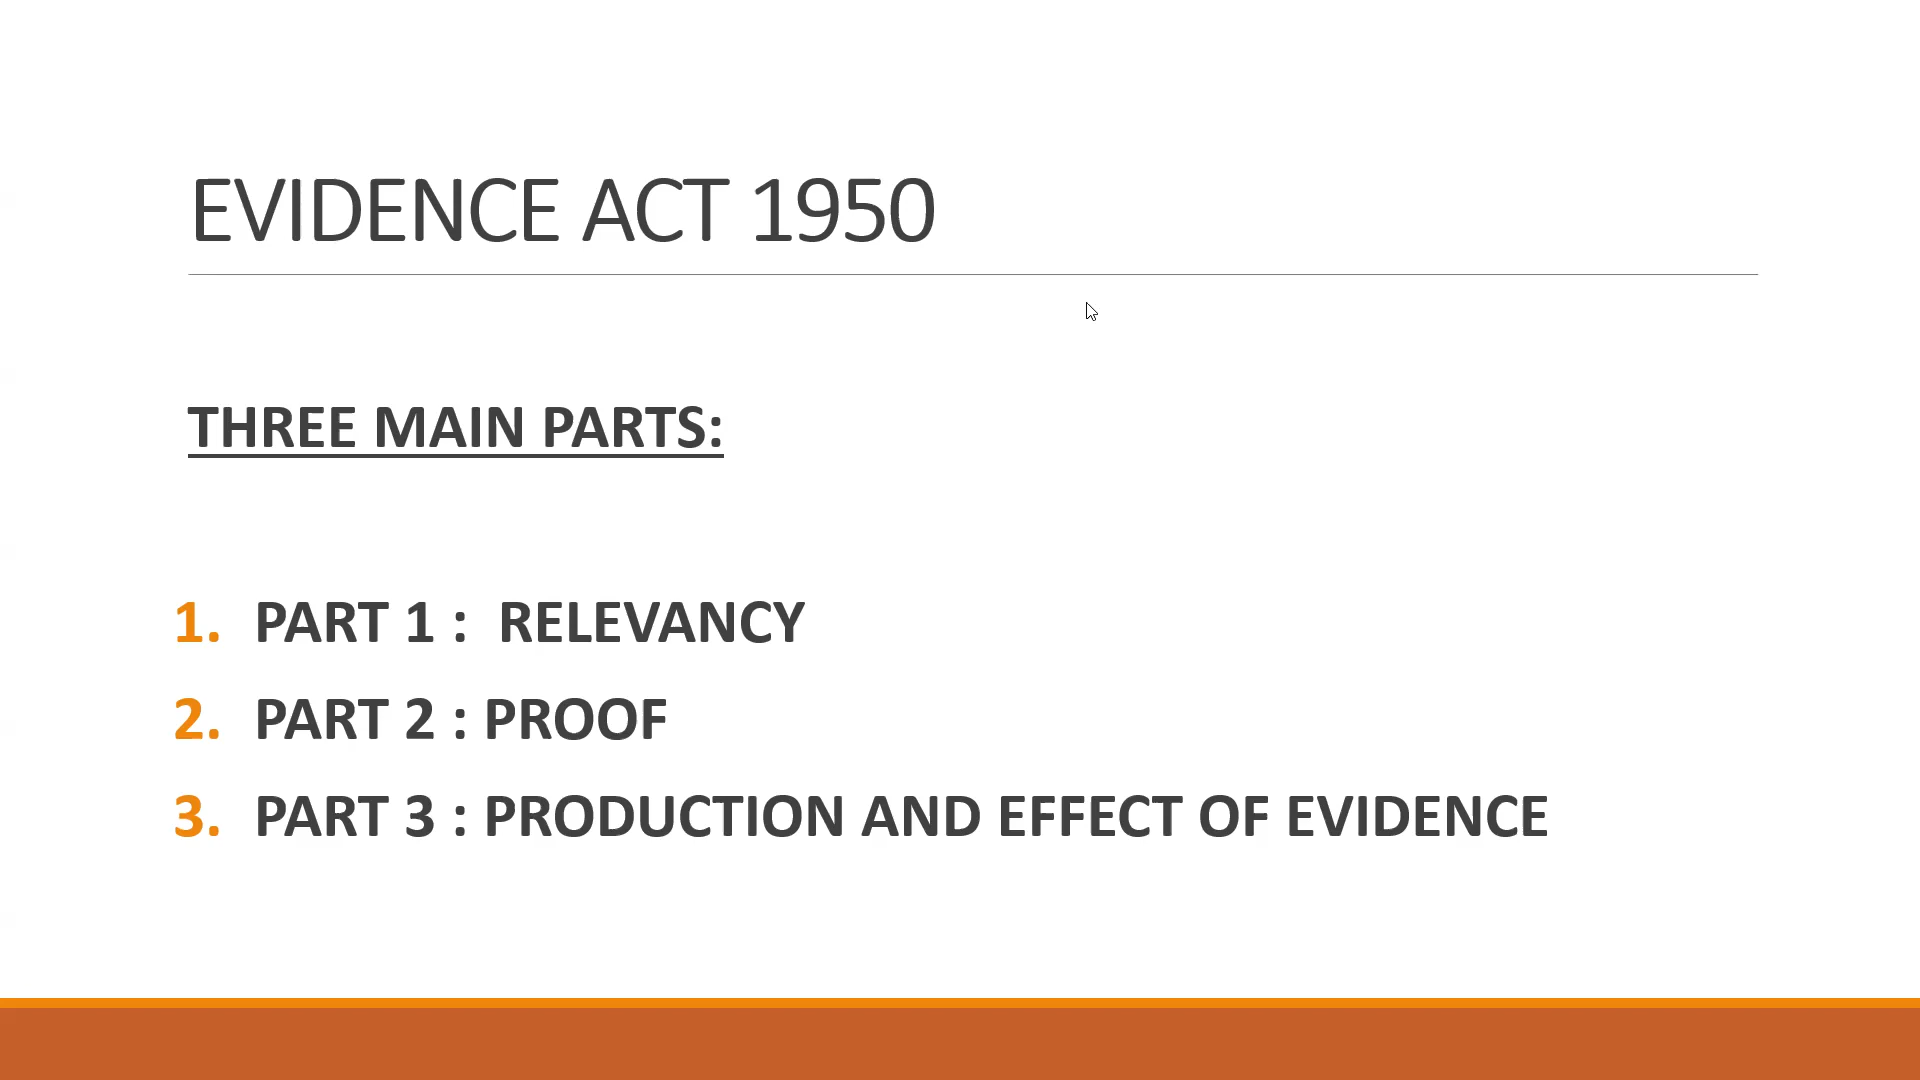 EVIDENCE ACT 1950
THREE MAIN PARTS:
1. PART 1 : RELEVANCY
2. PART 2 : PROOF
3. PART 3 : PRODUCTION AND EFFECT OF EVIDENCE